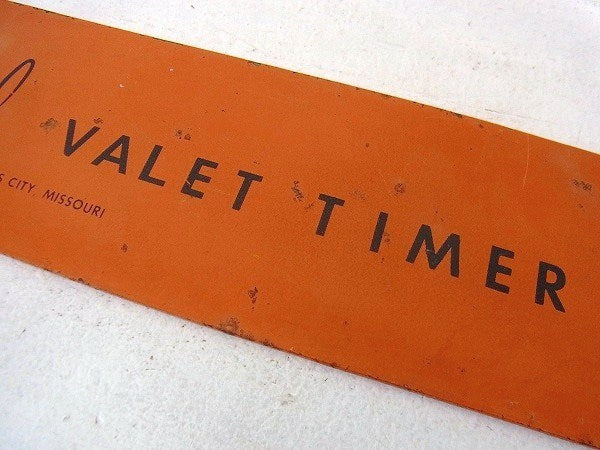 VALET TIMER
S CITY, MISSOURI